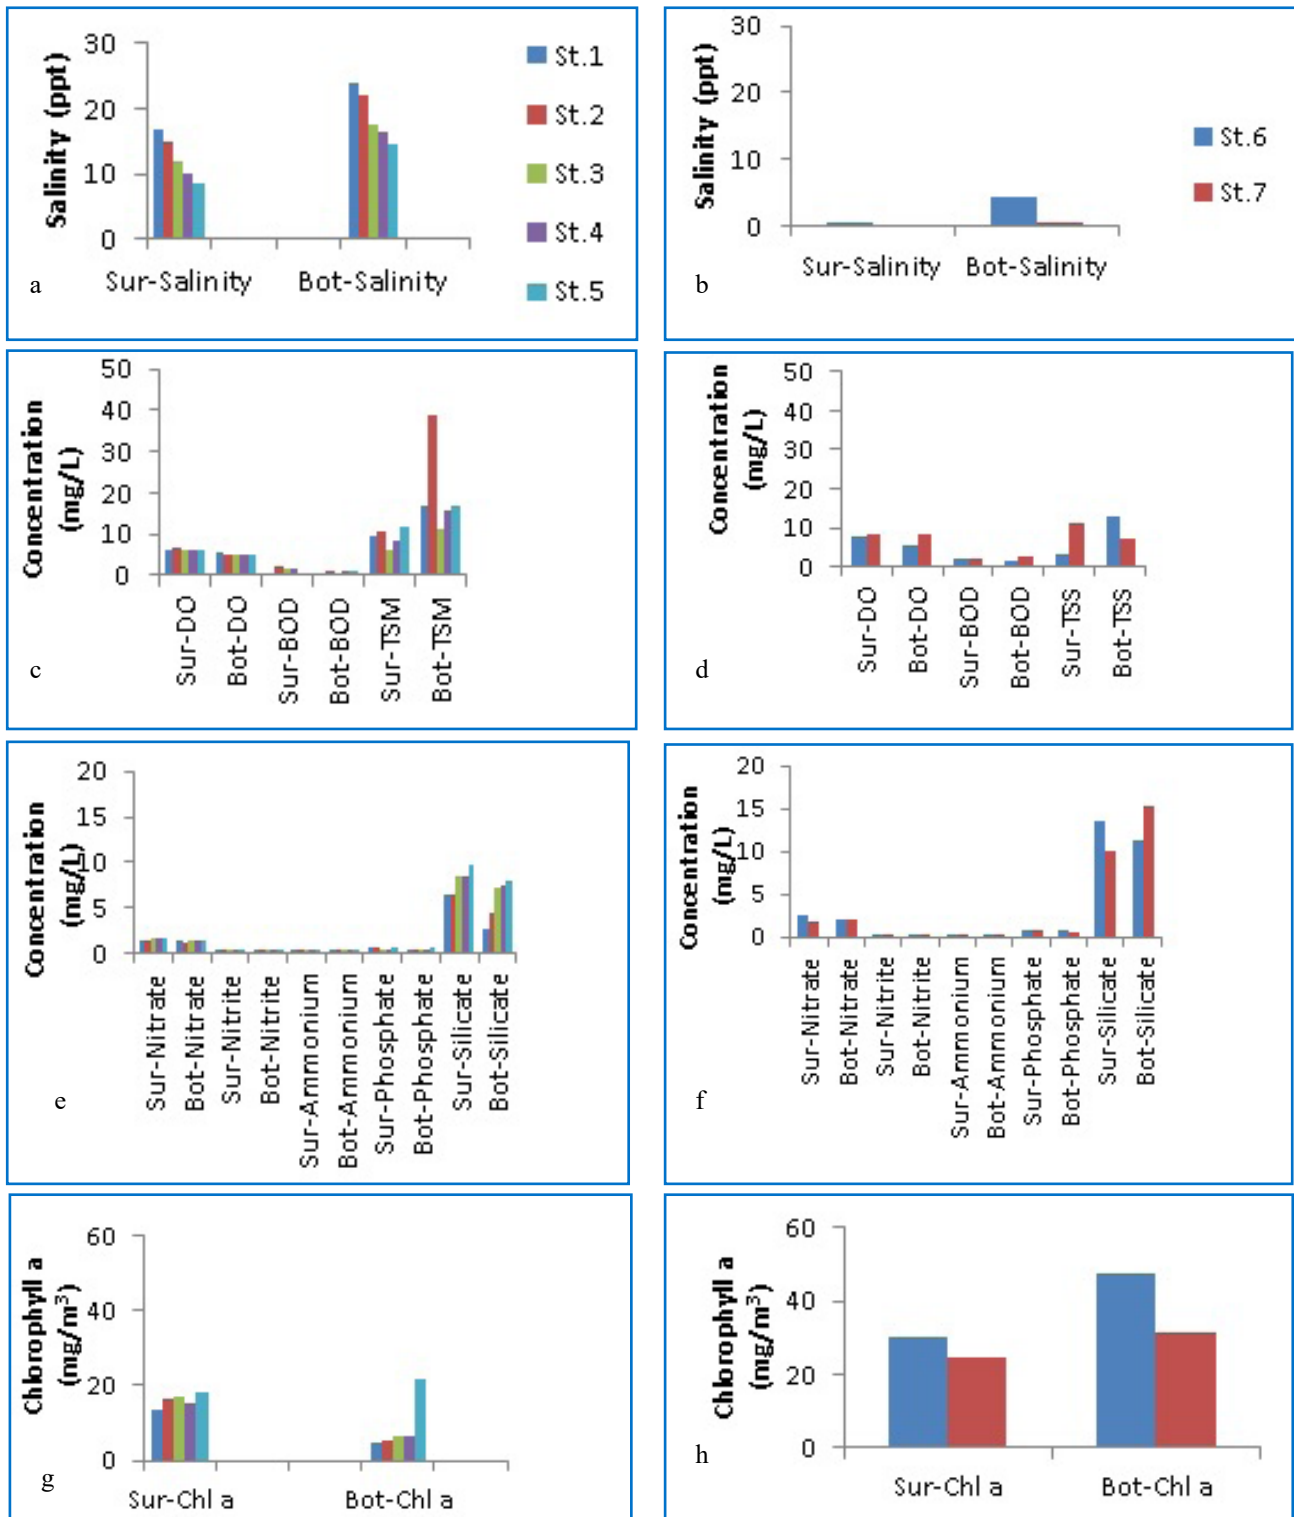 Salinity (ppt)
30
20
10
0
Sur-Salinity
Bot-Salinity
St.1
St.2
St.3
St.4
St.5
a
Salinity (ppt)
30
20
10
0
Sur-Salinity
Bot-Salinity
St.6
St.7
b
Concentration
(mg/L)
50
40
30
20
10
0
Sur-DO
Bot-DO
Sur-BOD
Bot-BOD
Sur-TSM
Bot-TSM
c
Concentration
(mg/L)
50
40
30
20
10
0
Sur-DO
Bot-DO
Sur-BOD
Bot-BOD
Sur-TSS
Bot-TSS
d
Concentration
(mg/L)
20
15
10
5
0
Sur-Nitrate
Bot-Nitrate
Sur-Nitrite
Bot-Nitrite
Sur-Ammonium
Bot-Ammonium
Sur-Phosphate
Bot-Phosphate
Sur-Silicate
Bot-Silicate
e
Concentration
(mg/L)
20
15
10
5
0
Sur-Nitrate
Bot-Nitrate
Sur-Nitrite
Bot-Nitrite
Sur-Ammonium
Bot-Ammonium
Sur-Phosphate
Bot-Phosphate
Sur-Silicate
Bot-Silicate
f
Chlorophyll a
(mg/m³)
60
40
20
0
Sur-Chl a
Bot-Chl a
g
Chlorophyll a
(mg/m³)
60
40
20
0
Sur-Chl a
Bot-Chl a
h